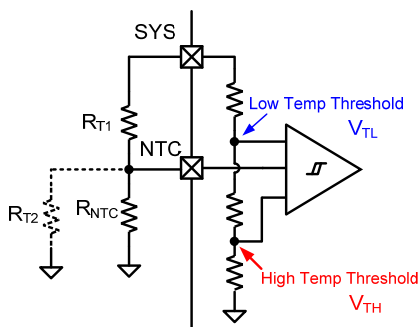 SYS
RT1
Low Temp Threshold
VTL
NTC
RT2
RNTC
High Temp Threshold
VTH